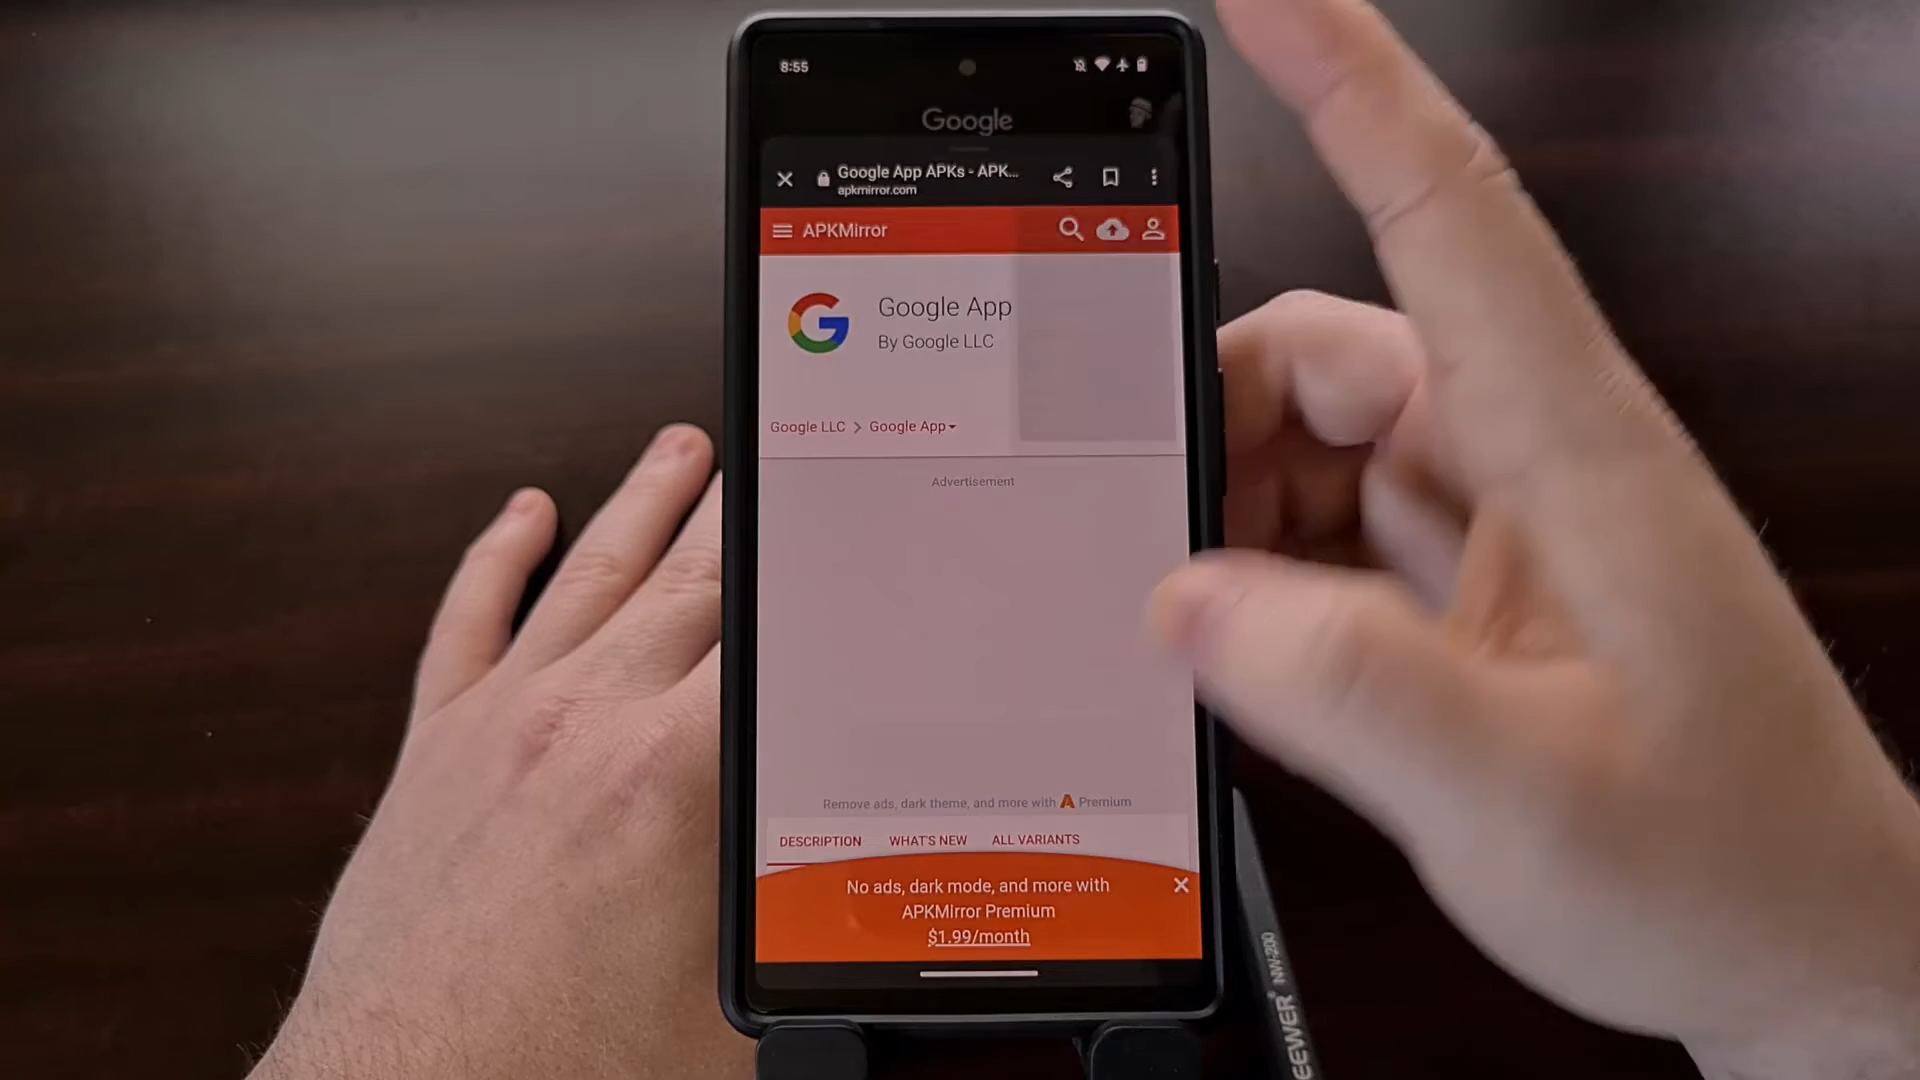 8:55
Google
Google App APKs - APK...
apkmirror.com
APKMirror
Google App
By Google LLC
Google LLC > Google App
Advertisement
Remove ads, dark theme, and more with A Premium
DESCRIPTION WHAT'S NEW ALL VARIANTS
No ads, dark mode, and more with
APKMirror Premium
$1.99/month
EEWER® NW-200